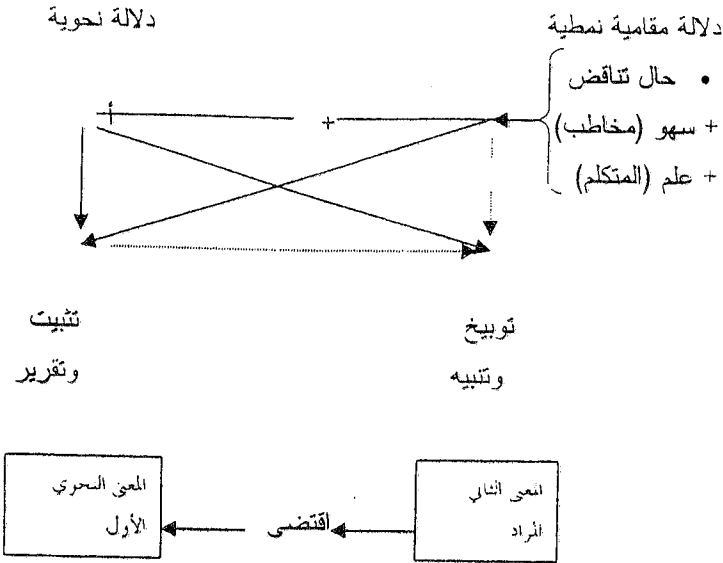 دلالة مقامية نمطية
دلالة نحوية
• حال تناقض
+ سهو (مخاطب)
+ علم (المتكلم)
+
أ
توبيخ
وتنبيه
تثبيت
وتقرير
المعنى الثاني
المراد
اقتضى
المعنى النحوي
الأول